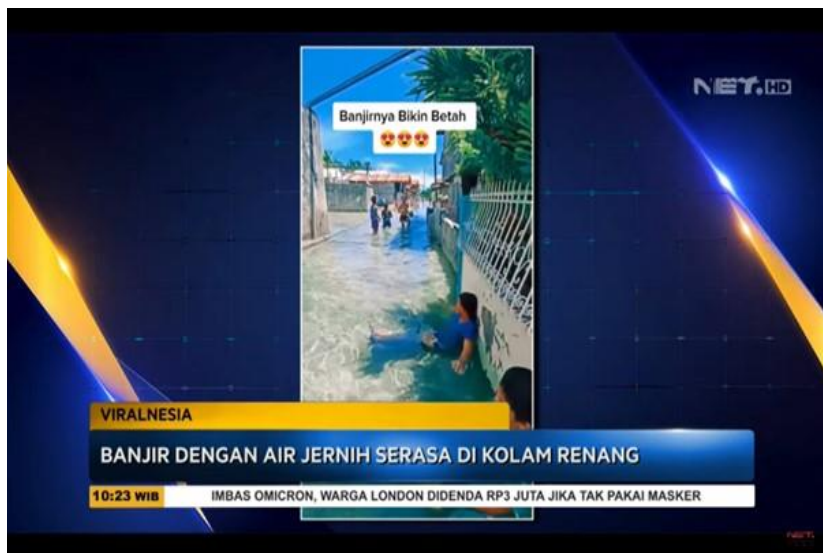 NET.HD
Banjirnya Bikin Betah
😍😍😍
VIRALNESIA
BANJIR DENGAN AIR JERNIH SERASA DI KOLAM RENANG
10:23 WIB IMBAS OMICRON, WARGA LONDON DIDENDA RP3 JUTA JIKA TAK PAKAI MASKER
NET.